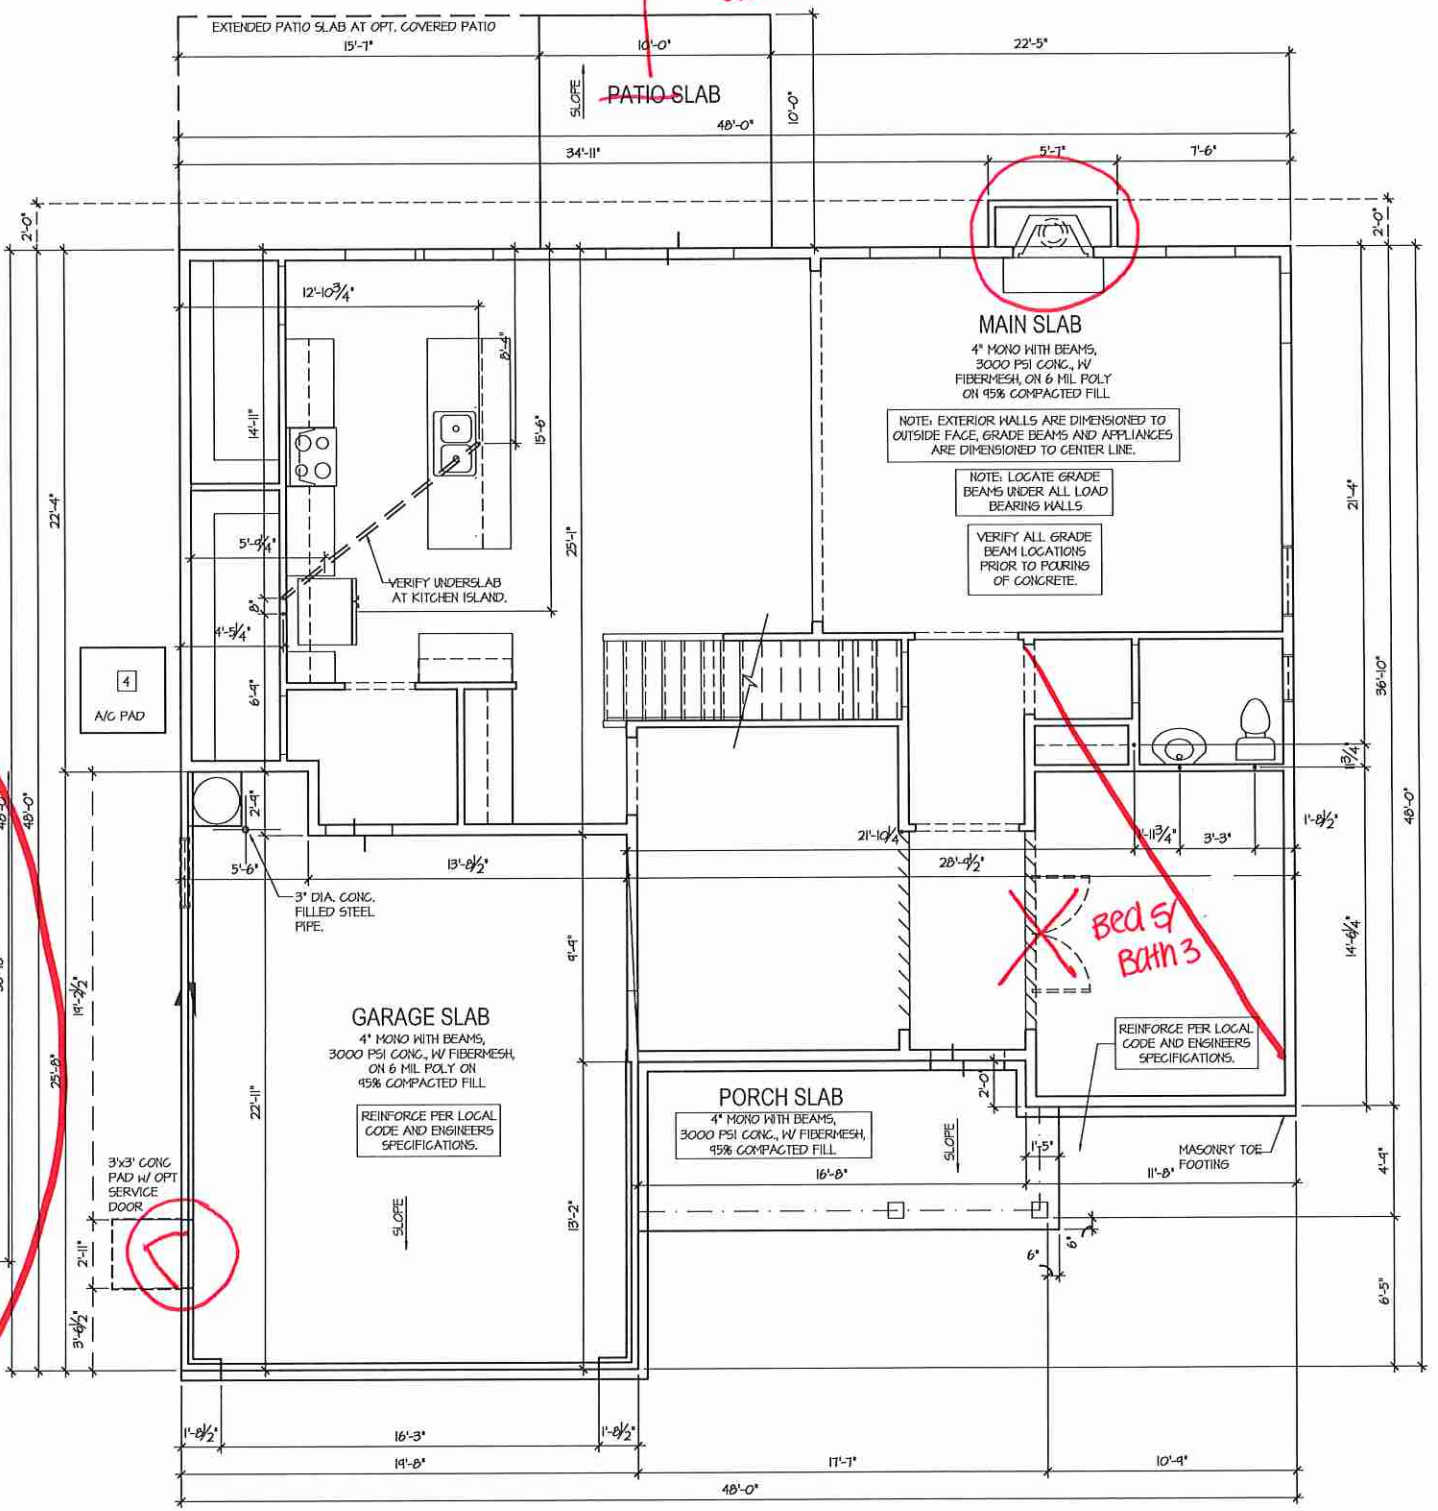 EXTENDED PATIO SLAB AT OPT. COVERED PATIO
15'-7"
10'-0"
22'-5"
SLOPE
PATIO SLAB
10'-0"
48'-0"
34'-11"
5'-7"
7'-6"
2'-0"
2'-0"
12'-10 3/4"
8'-4"
MAIN SLAB
4" MONO WITH BEAMS,
3000 PSI CONC., W/
FIBERMESH, ON 6 MIL POLY
ON 95% COMPACTED FILL
NOTE: EXTERIOR WALLS ARE DIMENSIONED TO
OUTSIDE FACE, GRADE BEAMS AND APPLIANCES
ARE DIMENSIONED TO CENTER LINE.
NOTE: LOCATE GRADE
BEAMS UNDER ALL LOAD
BEARING WALLS
VERIFY ALL GRADE
BEAM LOCATIONS
PRIOR TO POURING
OF CONCRETE.
14'-11"
15'-6"
22'-4"
21'-4"
25'-1"
5'-9 1/4"
VERIFY UNDERSLAB
AT KITCHEN ISLAND.
8"
4'-5 1/4"
6'-9"
36'-10"
4
A/C PAD
11 3/4"
48'-0"
48'-0"
2'-9"
1'-8 1/2"
21'-10 1/4"
1'-11 3/4"
3'-3"
5'-6"
13'-8 1/2"
28'-9 1/2"
3" DIA. CONC.
FILLED STEEL
PIPE.
Bed 5/
Bath 3
9'-9"
14'-6 1/4"
19'-2 1/2"
GARAGE SLAB
4" MONO WITH BEAMS,
3000 PSI CONC., W/ FIBERMESH,
ON 6 MIL POLY ON
95% COMPACTED FILL
REINFORCE PER LOCAL
CODE AND ENGINEERS
SPECIFICATIONS.
REINFORCE PER LOCAL
CODE AND ENGINEERS
SPECIFICATIONS.
25'-8"
22'-11"
2'-0"
PORCH SLAB
4" MONO WITH BEAMS,
3000 PSI CONC., W/ FIBERMESH,
95% COMPACTED FILL
SLOPE
1'-5"
MASONRY TOE
FOOTING
16'-8"
11'-8"
4'-4"
3'x3' CONC
PAD W/ OPT
SERVICE
DOOR
SLOPE
13'-2"
2'-11"
6"
6"
6'-5"
3'-6 1/2"
1'-8 1/2"
16'-3"
1'-8 1/2"
19'-8"
17'-7"
10'-9"
48'-0"